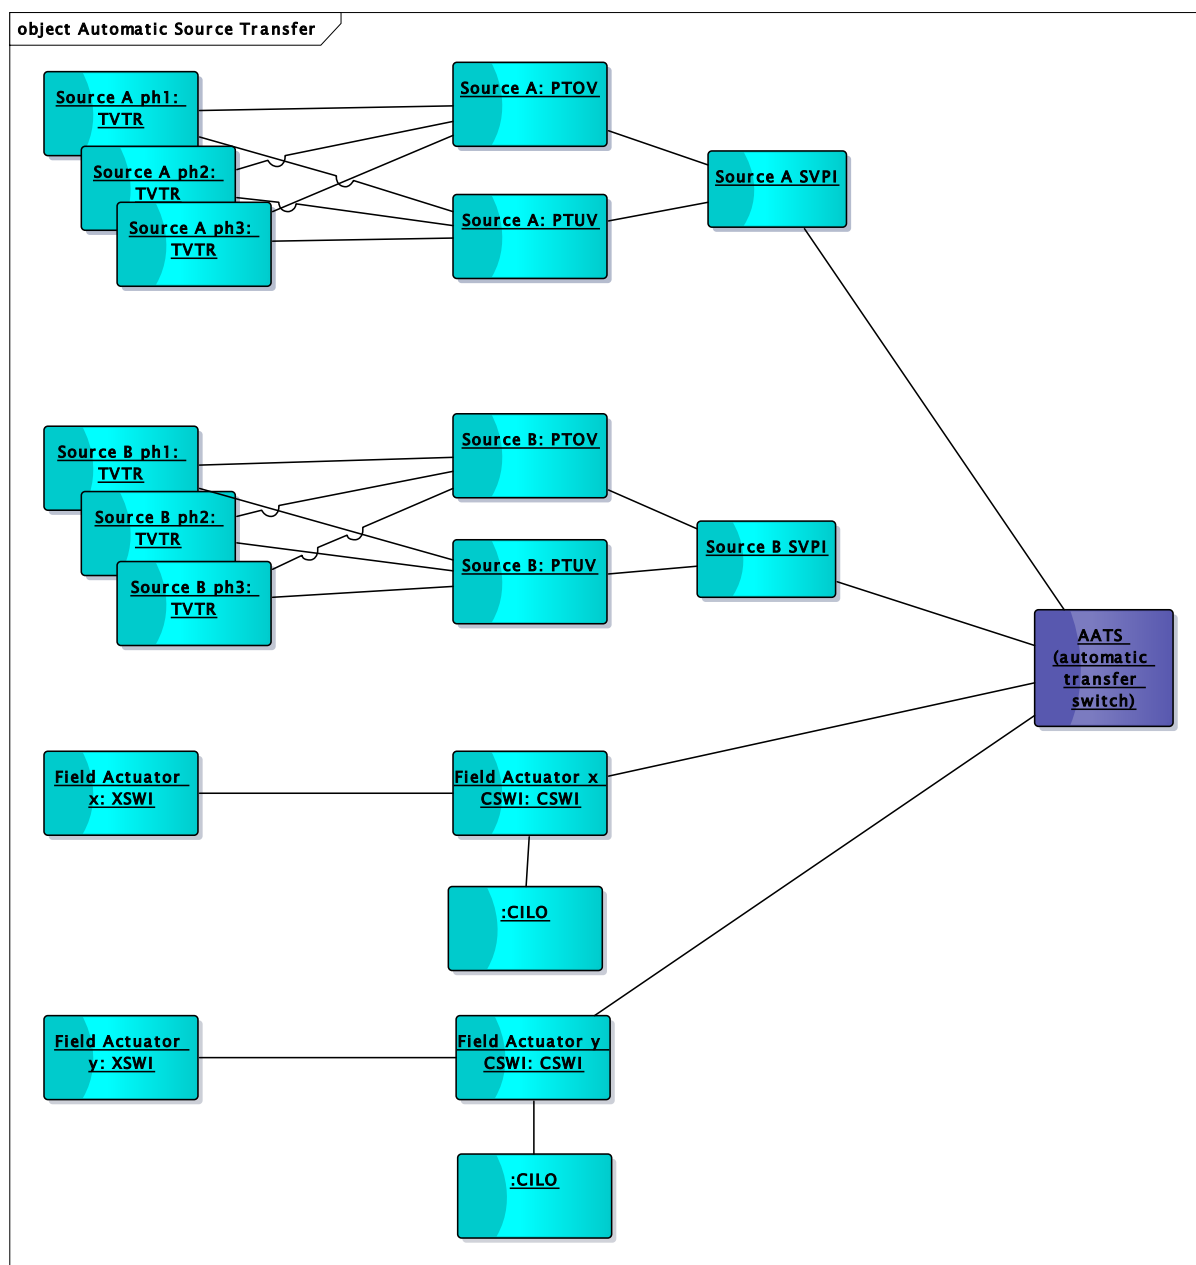 object Automatic Source Transfer
Source A ph1:
TVTR
Source A ph2:
TVTR
Source A ph3:
TVTR
Source A: PTOV
Source A: PTUV
Source A SVPI
Source B ph1:
TVTR
Source B ph2:
TVTR
Source B ph3:
TVTR
Source B: PTOV
Source B: PTUV
Source B SVPI
AATS
(automatic
transfer
switch)
Field Actuator
x: XSWI
Field Actuator x
CSWI: CSWI
:CILO
Field Actuator
y: XSWI
Field Actuator y
CSWI: CSWI
:CILO